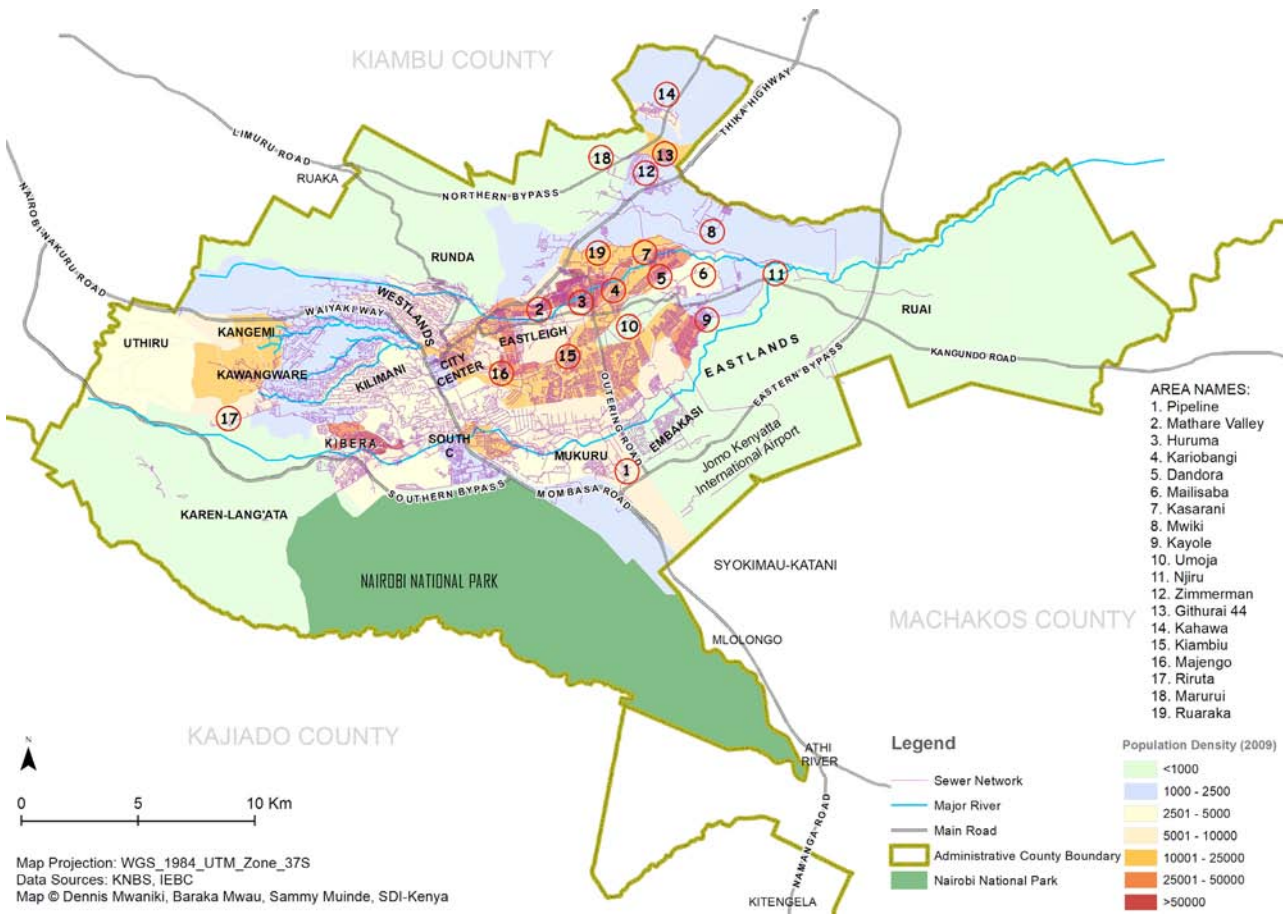 KIAMBU COUNTY
14
THIKA HIGHWAY
LIMURU ROAD
RUAKA
18
13
12
NORTHERN BYPASS
NAIROBI-NAKURU-ROAD
8
RUNDA
19
7
5
6
11
4
WESTLANDS
2
3
WAIYAKI WAY
KANGEMI
UTHIRU
9
10
RUAI
EASTLEIGH
CITY
CENTER
15
EASTLANDS
KANGUNDO ROAD
KAWANGWARE
KILIMANI
16
OUTERING ROAD
EASTERN BYPASS
17
KIBERA
SOUTH
C
EMBAKASI
MUKURU
1
Jomo Kenyatta
International Airport
SOUTHERN BYPASS
MOMBASA ROAD
KAREN-LANG'ATA
NAIROBI NATIONAL PARK
SYOKIMAU-KATANI
MACHAKOS COUNTY
MLOLONGO
KAJIADO COUNTY
ATHI
RIVER
NAMANGA ROAD
KITENGELA
AREA NAMES:
1. Pipeline
2. Mathare Valley
3. Huruma
4. Kariobangi
5. Dandora
6. Mailisaba
7. Kasarani
8. Mwiki
9. Kayole
10. Umoja
11. Njiru
12. Zimmerman
13. Githurai 44
14. Kahawa
15. Kiambiu
16. Majengo
17. Riruta
18. Marurui
19. Ruaraka
Legend
Sewer Network
Major River
Main Road
Administrative County Boundary
Nairobi National Park
Population Density (2009)
<1000
1000 - 2500
2501 - 5000
5001 - 10000
10001 - 25000
25001 - 50000
>50000
N
0 5 10 Km
Map Projection: WGS_1984_UTM_Zone_37S
Data Sources: KNBS, IEBC
Map © Dennis Mwaniki, Baraka Mwau, Sammy Muinde, SDI-Kenya